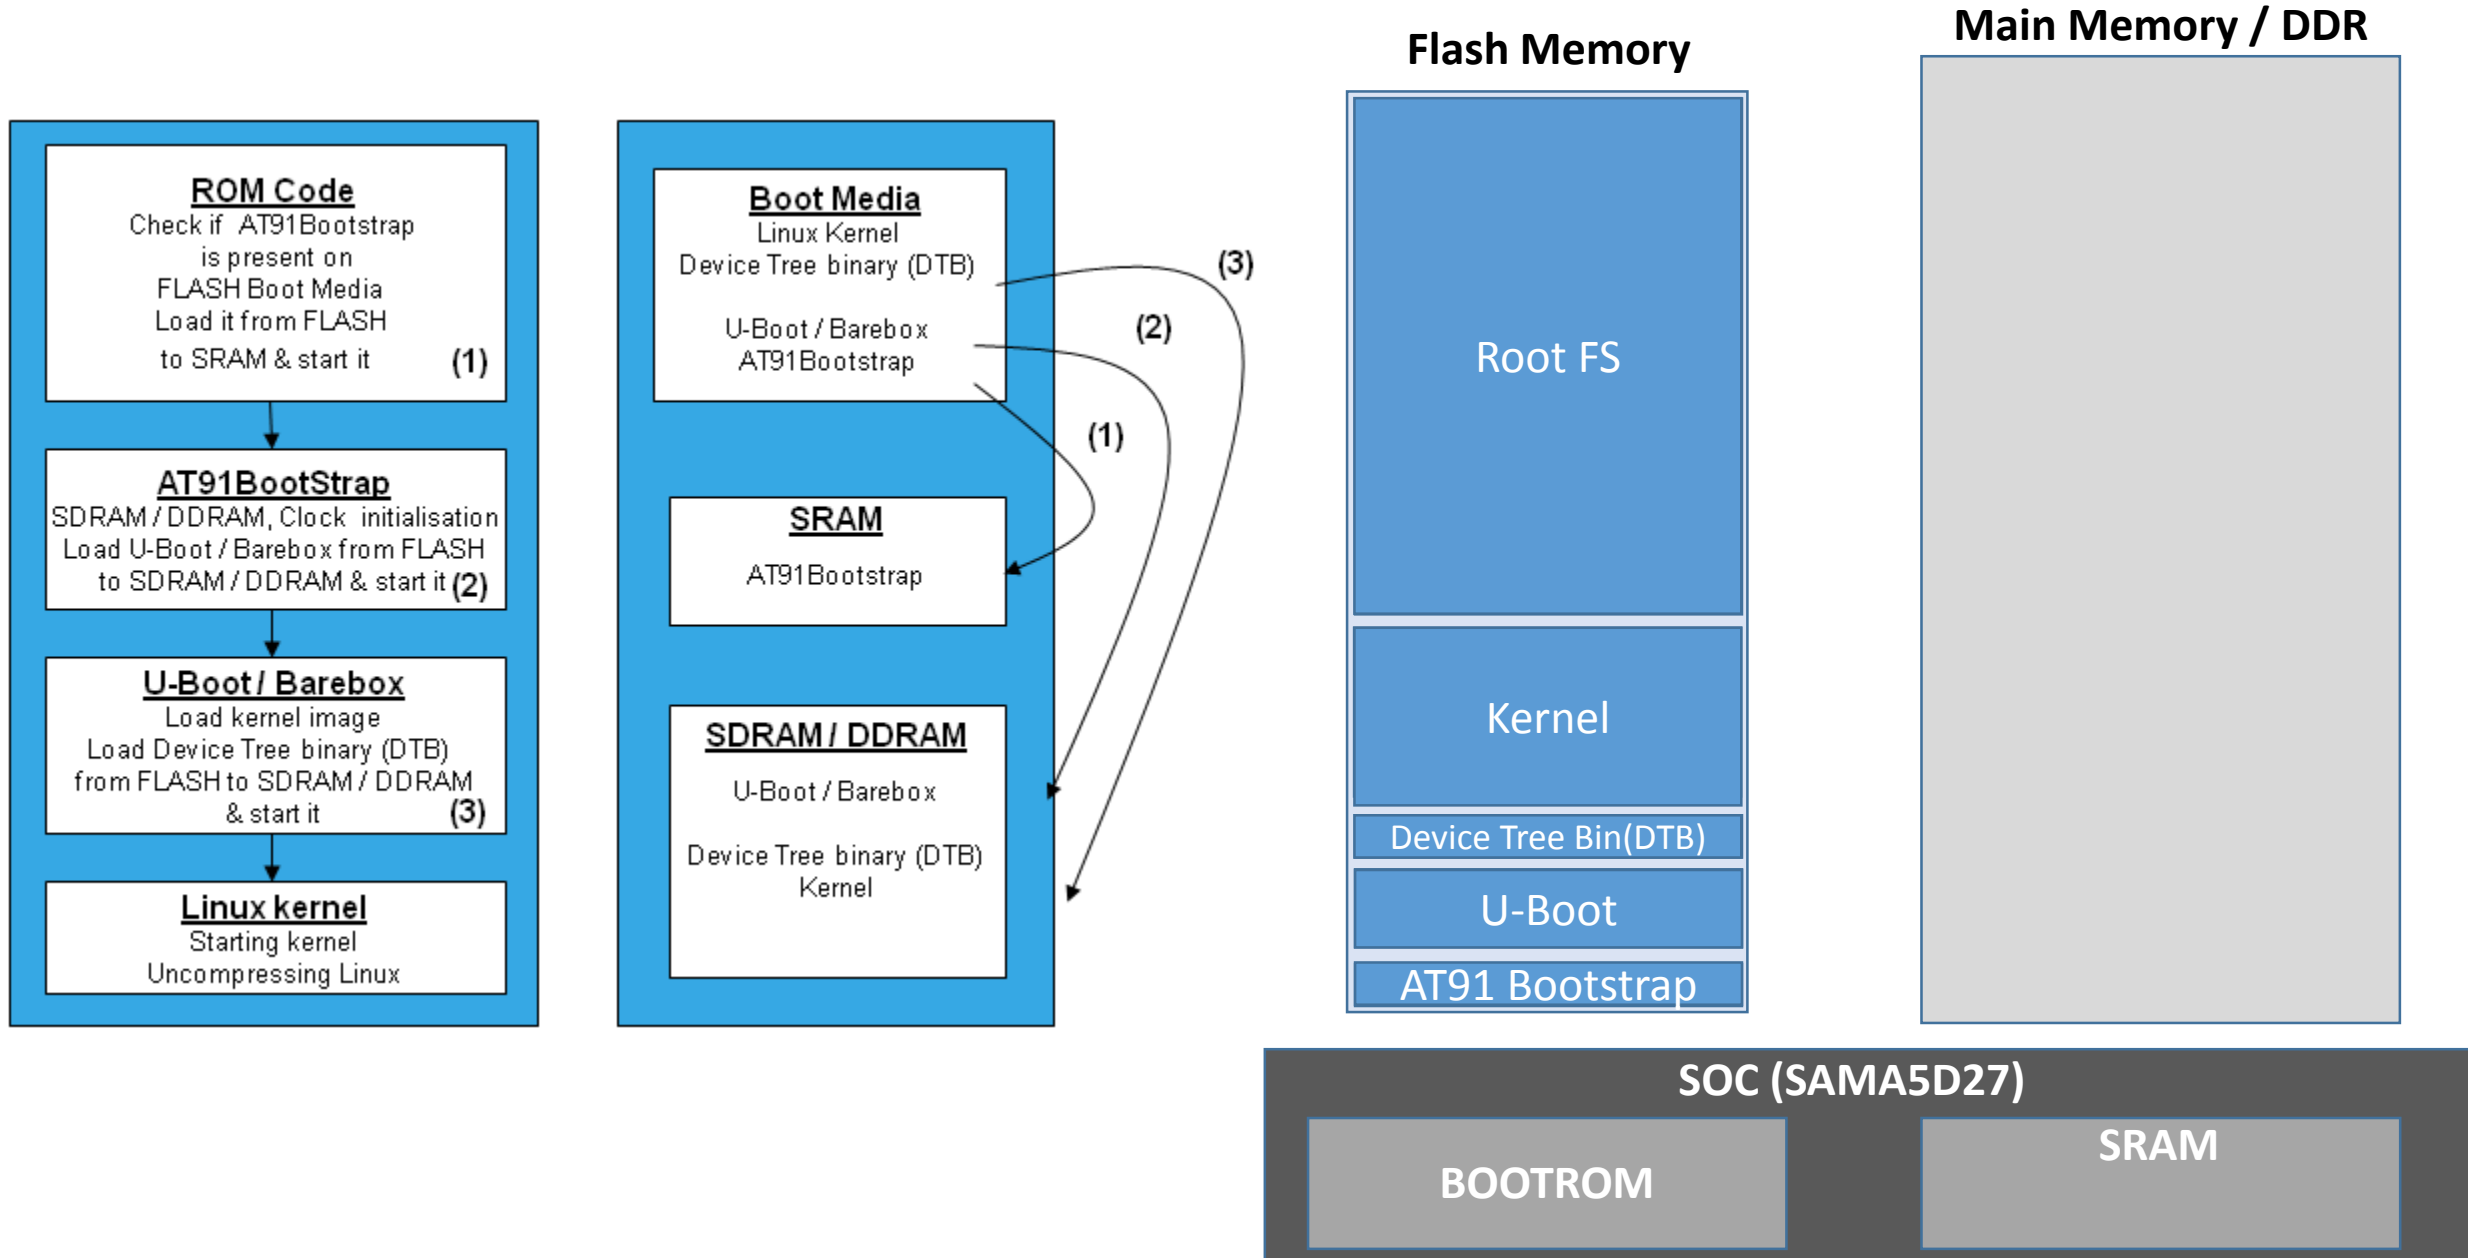 ROM Code
Check if AT91Bootstrap
is present on
FLASH Boot Media
Load it from FLASH
to SRAM & start it (1)
AT91BootStrap
SDRAM / DDRAM, Clock initialisation
Load U-Boot / Barebox from FLASH
to SDRAM / DDRAM & start it (2)
U-Boot / Barebox
Load kernel image
Load Device Tree binary (DTB)
from FLASH to SDRAM / DDRAM
& start it (3)
Linux kernel
Starting kernel
Uncompressing Linux
Boot Media
Linux Kernel
Device Tree binary (DTB)
U-Boot / Barebox
AT91Bootstrap
(3)
(2)
(1)
SRAM
AT91Bootstrap
SDRAM / DDRAM
U-Boot / Barebox
Device Tree binary (DTB)
Kernel
Flash Memory
Root FS
Kernel
Device Tree Bin(DTB)
U-Boot
AT91 Bootstrap
Main Memory / DDR
SOC (SAMA5D27)
BOOTROM
SRAM